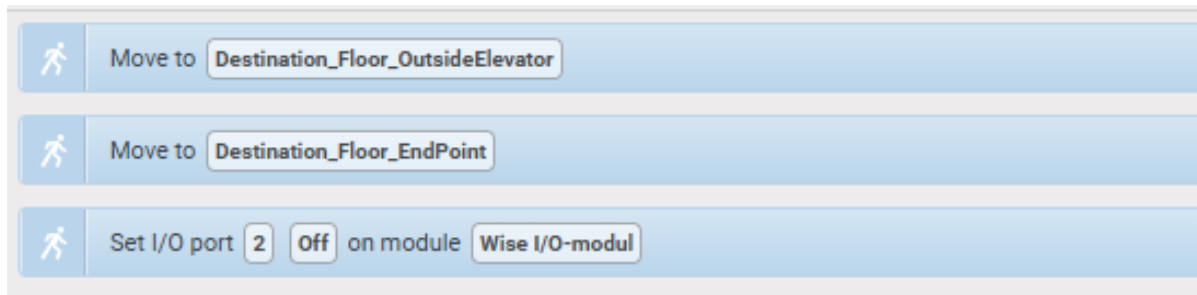 Move to Destination_Floor_OutsideElevator
Move to Destination_Floor_EndPoint
Set I/O port 2 Off on module Wise I/O-modul